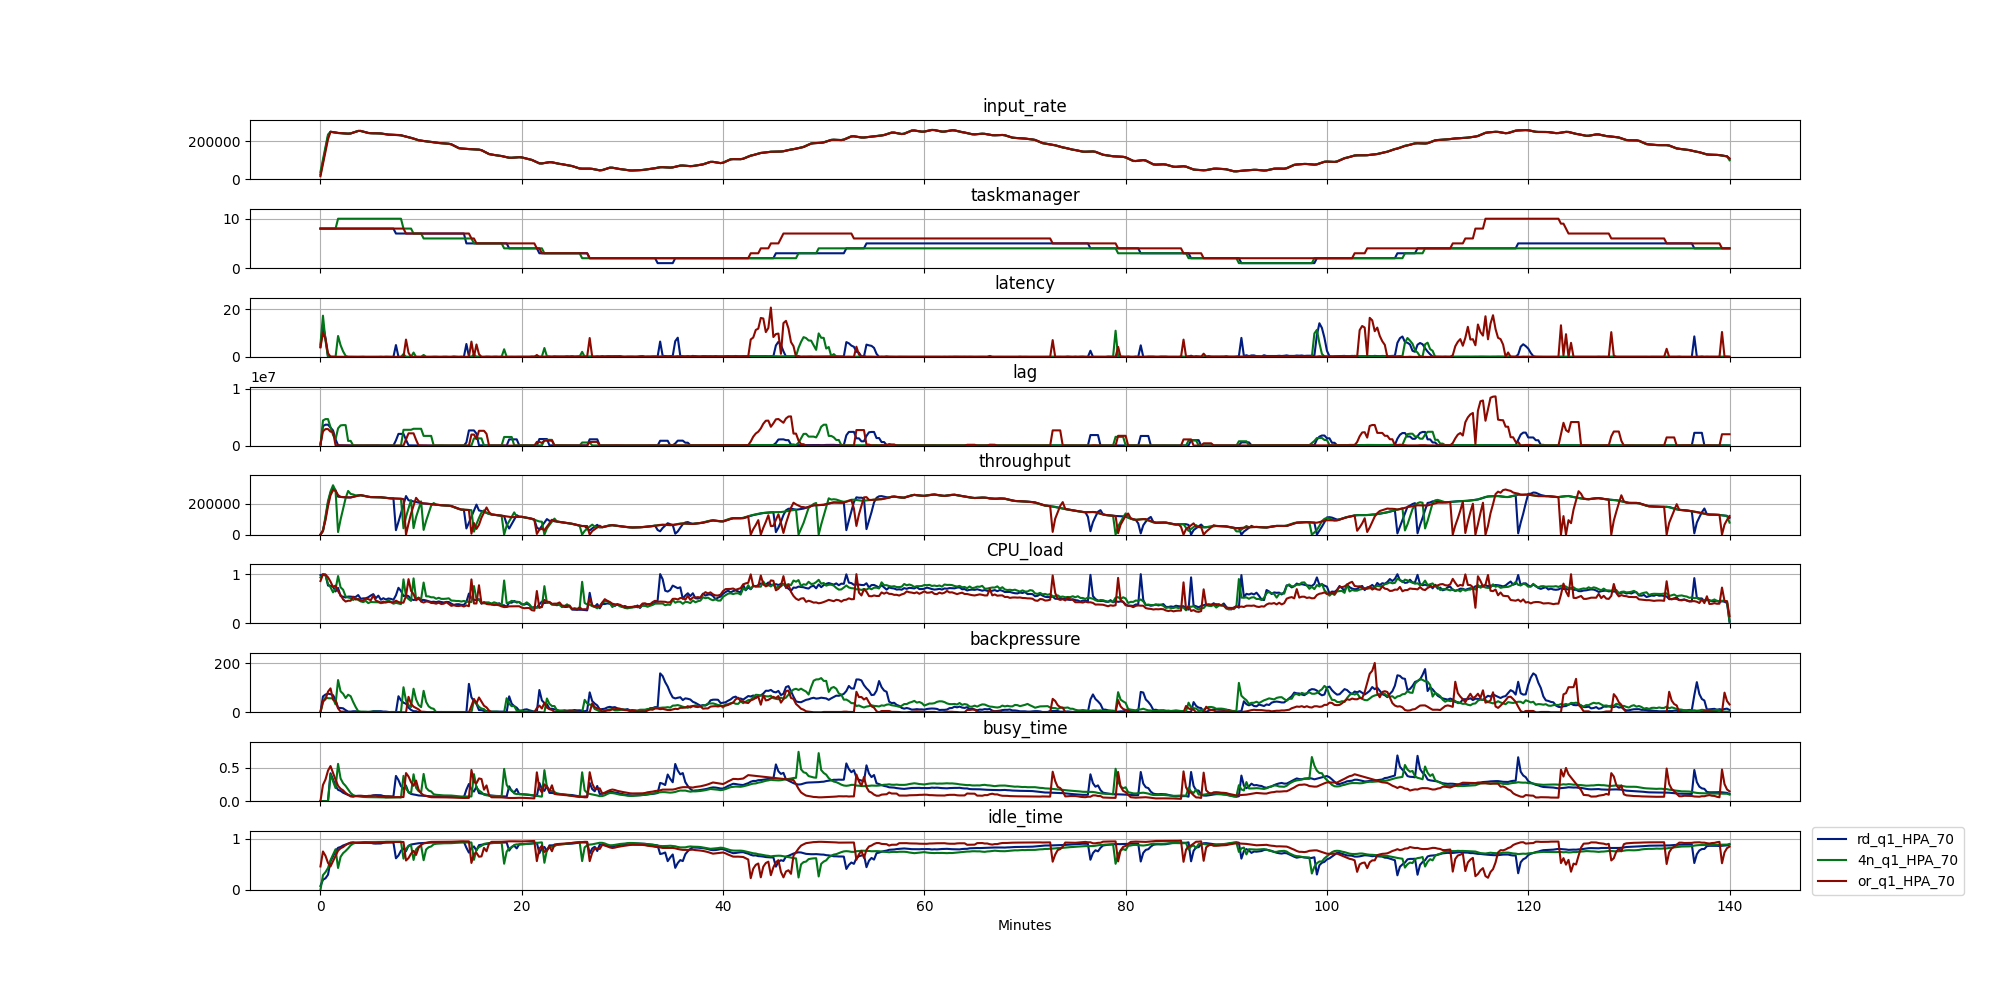 input_rate
200000
0
taskmanager
10
0
latency
20
0
lag
1e7
1
0
throughput
200000
0
CPU_load
1
0
backpressure
200
0
busy_time
0.5
0.0
idle_time
1
0
0 20 40 60 80 100 120 140
Minutes
rd_q1_HPA_70
4n_q1_HPA_70
or_q1_HPA_70